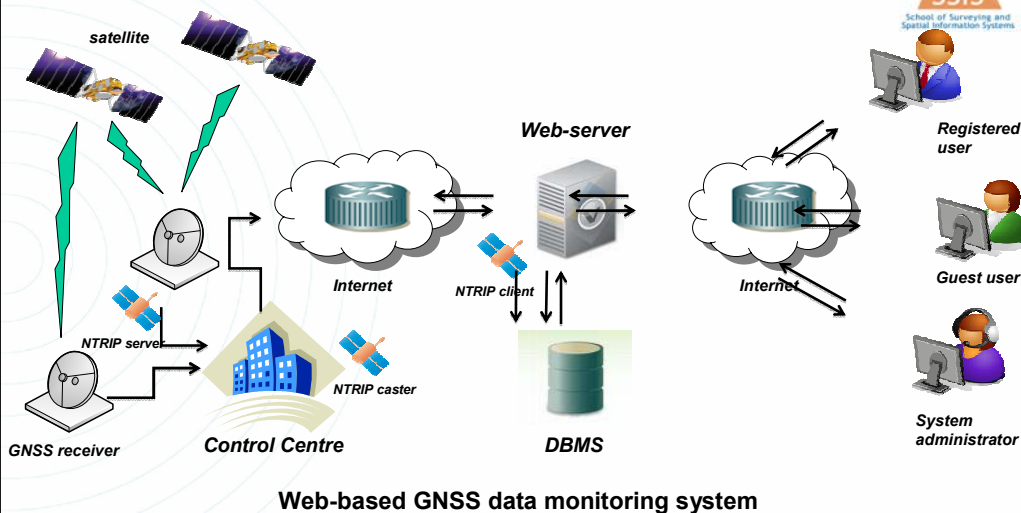 School of Surveying and
Spatial Information Systems
satellite
Web-server
Registered
user
Internet
NTRIP client
Internet
Guest user
NTRIP server
NTRIP caster
GNSS receiver
Control Centre
DBMS
System
administrator
Web-based GNSS data monitoring system